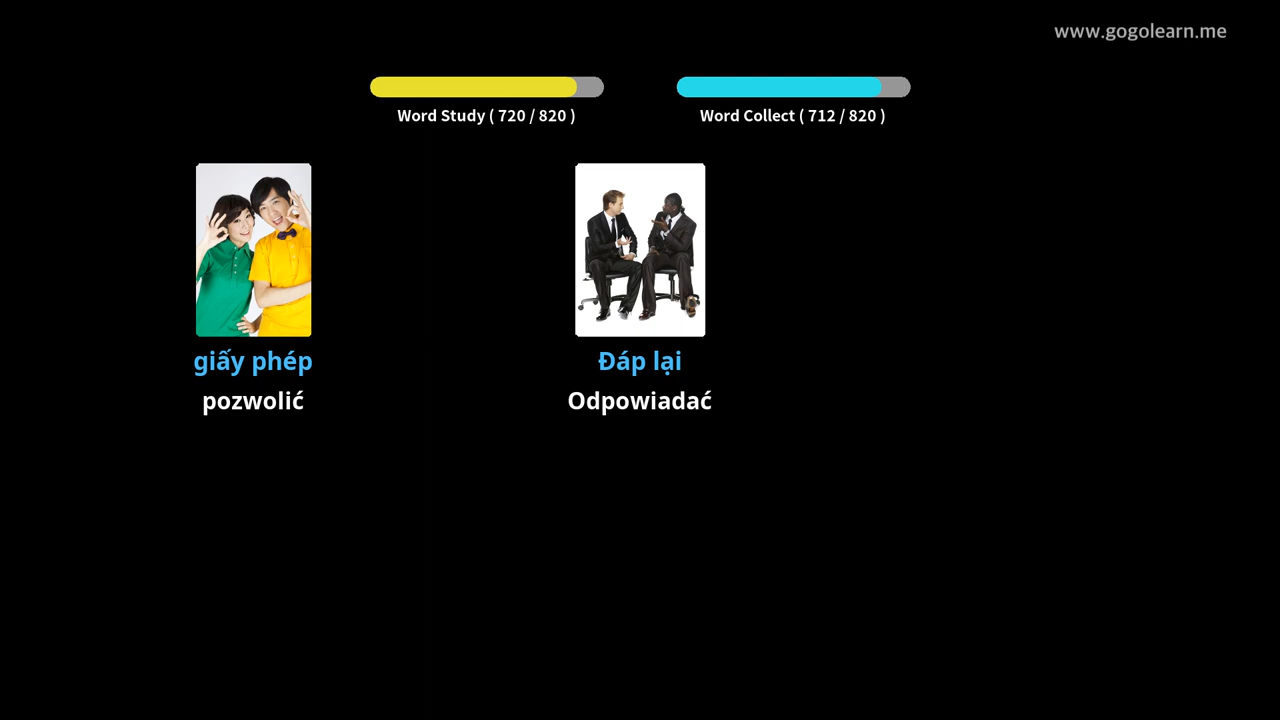 www.gogolearn.me
Word Study ( 720 / 820 )
Word Collect ( 712 / 820 )
giấy phép
pozwolić
Đáp lại
Odpowiadać